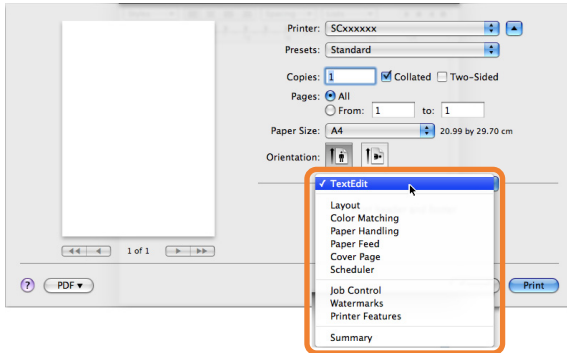 Printer: SCxxxxxx
Presets: Standard
Copies: 1 Collated Two-Sided
Pages: All
From: 1 to: 1
Paper Size: A4 20.99 by 29.70 cm
Orientation:
✓ TextEdit
Layout
Color Matching
Paper Handling
Paper Feed
Cover Page
Scheduler
Job Control
Watermarks
Printer Features
Summary
1 of 1
? PDF ▼ Print